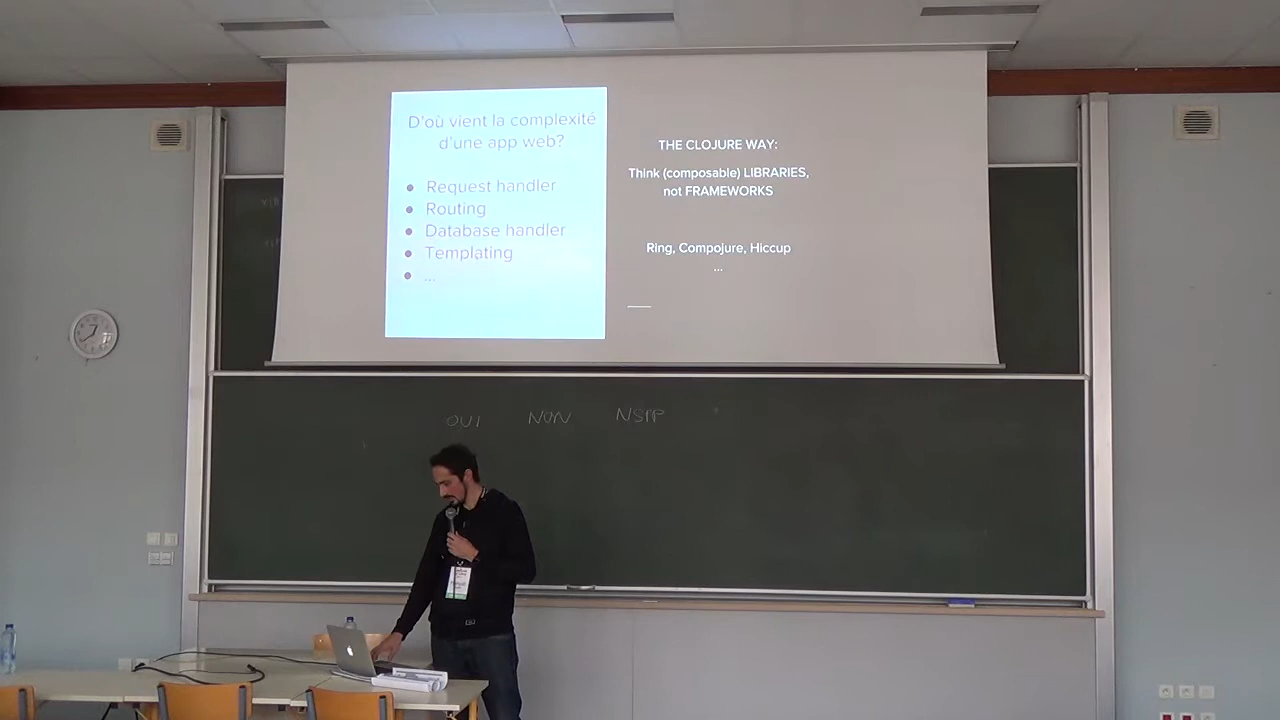 D'où vient la complexité
d'une app web?
● Request handler
● Routing
● Database handler
● Templating
● ...
THE CLOJURE WAY:
Think (composable) LIBRARIES,
not FRAMEWORKS
Ring, Compojure, Hiccup
...
OUI NON NSPP